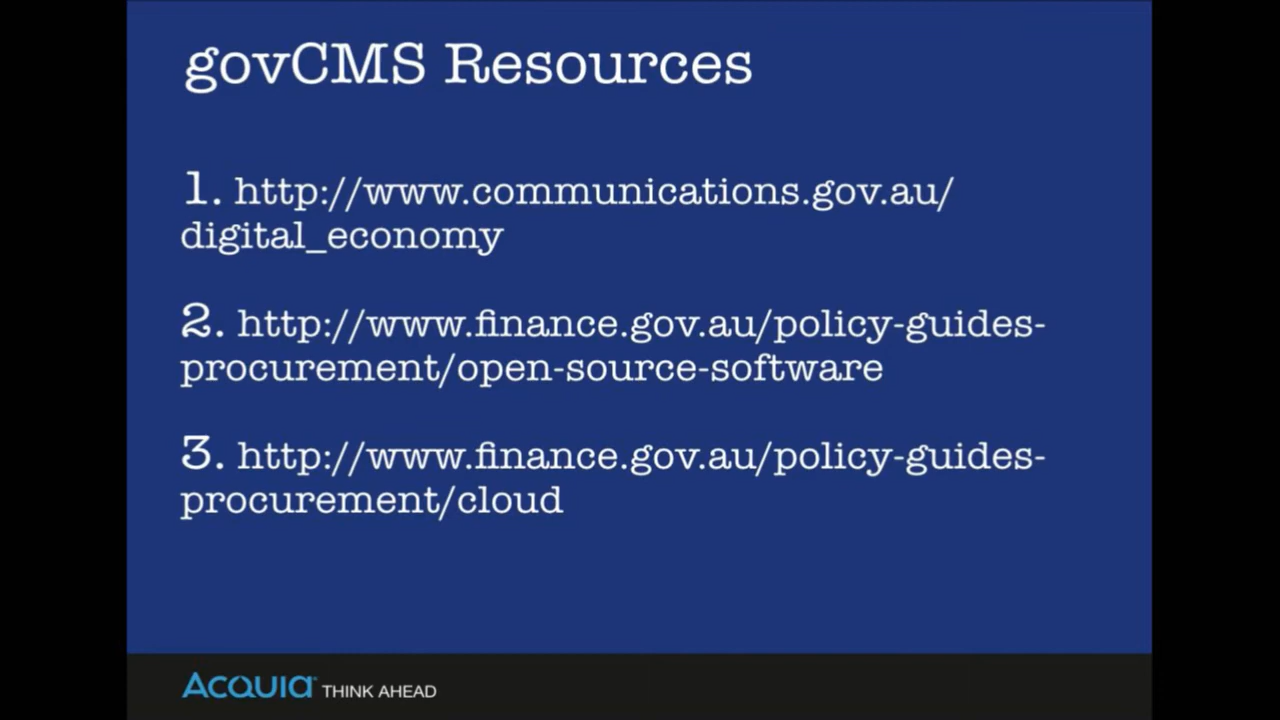 govCMS Resources
1. http://www.communications.gov.au/
digital_economy
2. http://www.finance.gov.au/policy-guides-
procurement/open-source-software
3. http://www.finance.gov.au/policy-guides-
procurement/cloud
Acquia THINK AHEAD